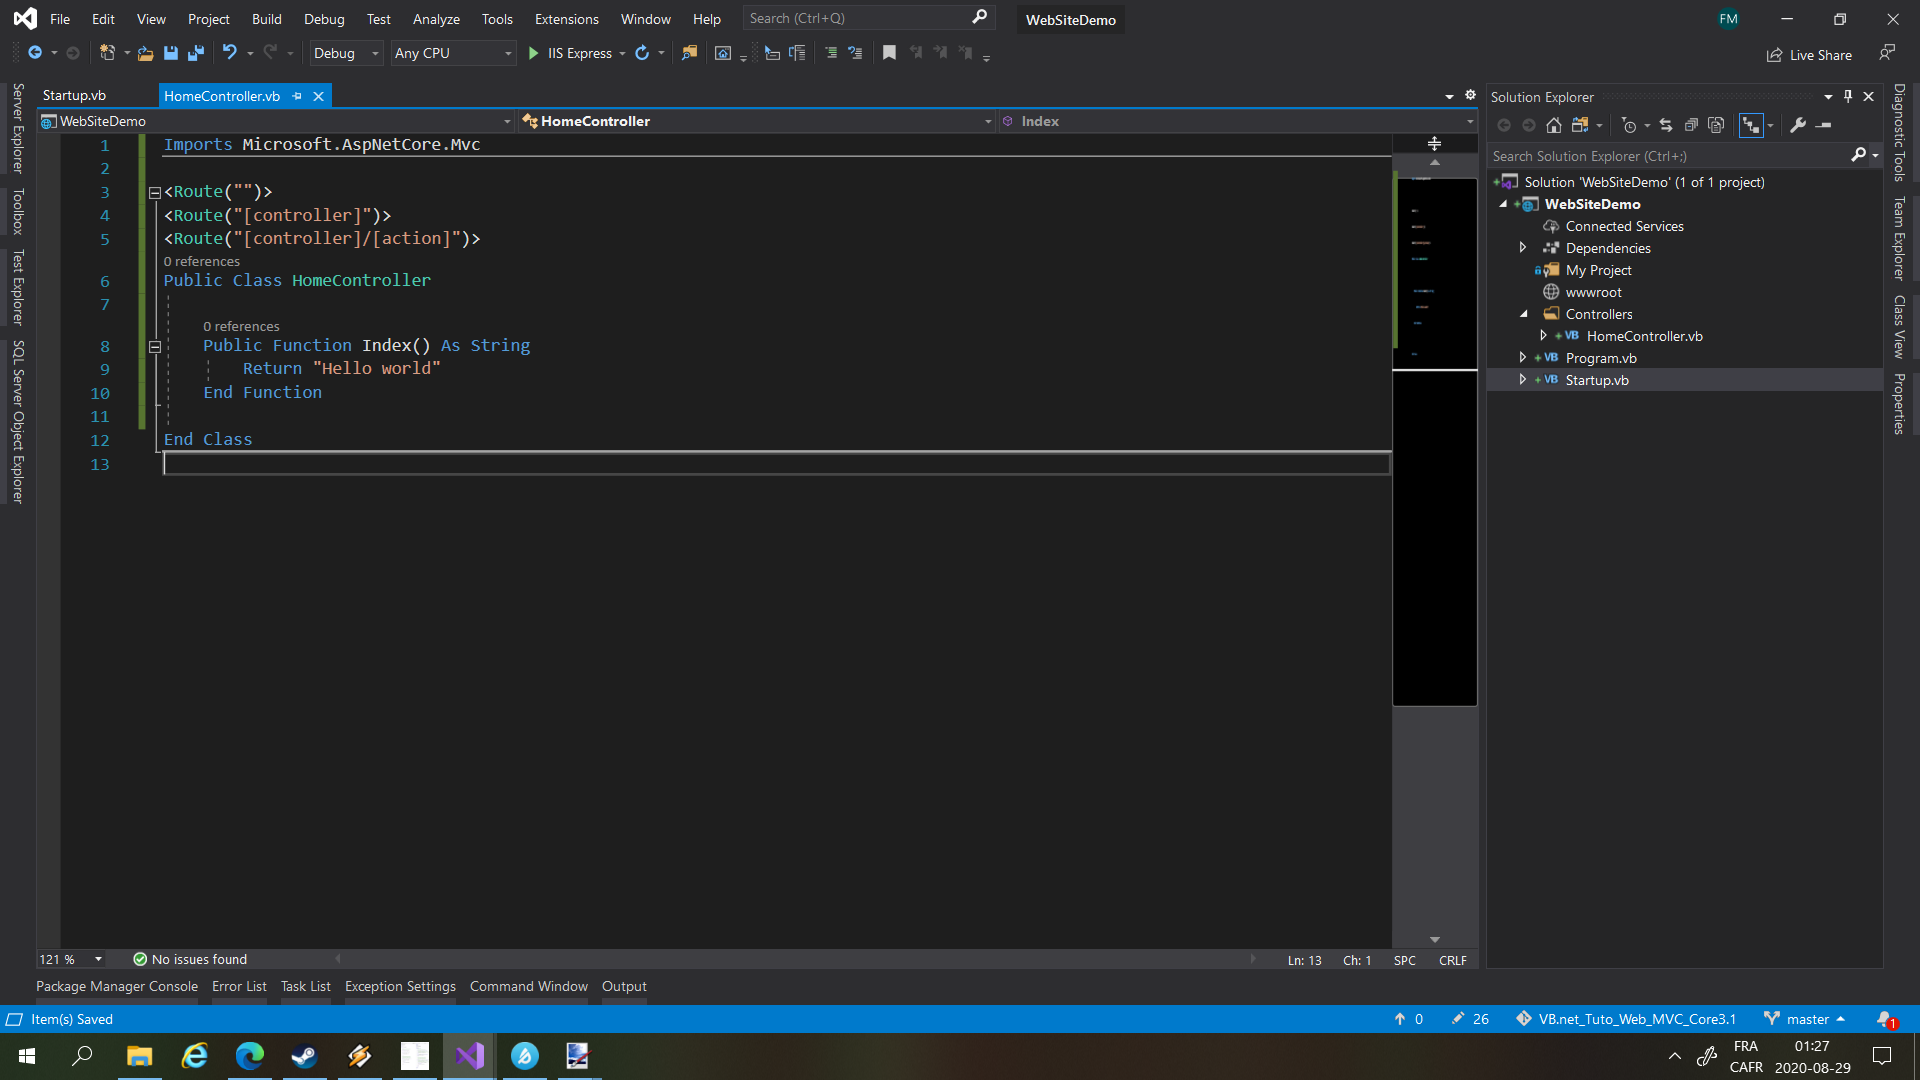 File Edit View Project Build Debug Test Analyze Tools Extensions Window Help Search (Ctrl+Q) WebSiteDemo FM
Debug Any CPU IIS Express Live Share
Server Explorer
Toolbox
Test Explorer
SQL Server Object Explorer
Startup.vb HomeController.vb
WebSiteDemo HomeController Index
1 Imports Microsoft.AspNetCore.Mvc
2
3 <Route("")>
4 <Route("[controller]")>
5 <Route("[controller]/[action]")>
0 references
6 Public Class HomeController
7
0 references
8 Public Function Index() As String
9 Return "Hello world"
10 End Function
11
12 End Class
13
121 % No issues found Ln: 13 Ch: 1 SPC CRLF
Solution Explorer
Search Solution Explorer (Ctrl+;)
Solution 'WebSiteDemo' (1 of 1 project)
WebSiteDemo
Connected Services
Dependencies
My Project
wwwroot
Controllers
VB HomeController.vb
VB Program.vb
VB Startup.vb
Diagnostic Tools
Team Explorer
Class View
Properties
Package Manager Console Error List Task List Exception Settings Command Window Output
Item(s) Saved 0 26 VB.net_Tuto_Web_MVC_Core3.1 master 1
FRA 01:27
CAFR 2020-08-29